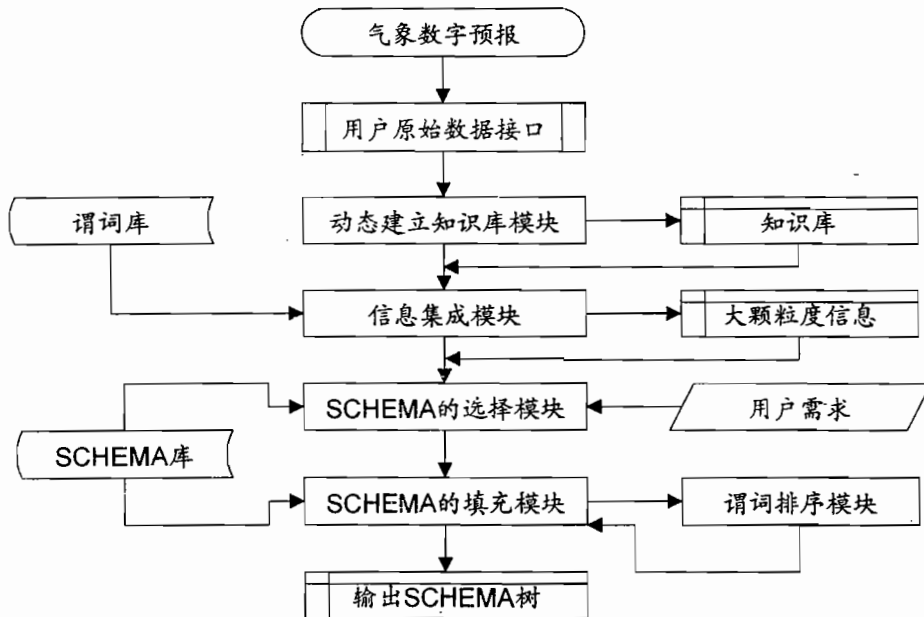 气象数字预报
用户原始数据接口
谓词库
动态建立知识库模块
知识库
信息集成模块
大颗粒度信息
SCHEMA的选择模块
用户需求
SCHEMA库
SCHEMA的填充模块
谓词排序模块
输出SCHEMA树